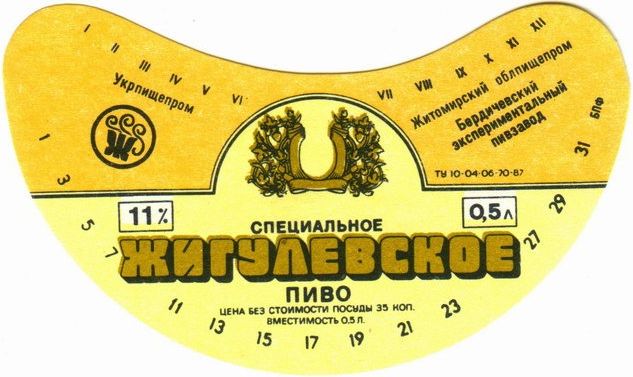 I II III IV V VI
VII VIII IX X XI XII
Укрпищепром
Житомирский облпищепром
Бердичевский
экспериментальный
пивзавод
ТУ 10·04·06·70-87
БПФ
11%
0,5л
СПЕЦИАЛЬНОЕ
ЖИГУЛЕВСКОЕ
ПИВО
ЦЕНА БЕЗ СТОИМОСТИ ПОСУДЫ 35 КОП.
ВМЕСТИМОСТЬ 0.5 Л.
1 3 5 7 11 13 15 17 19 21 23 27 29 31